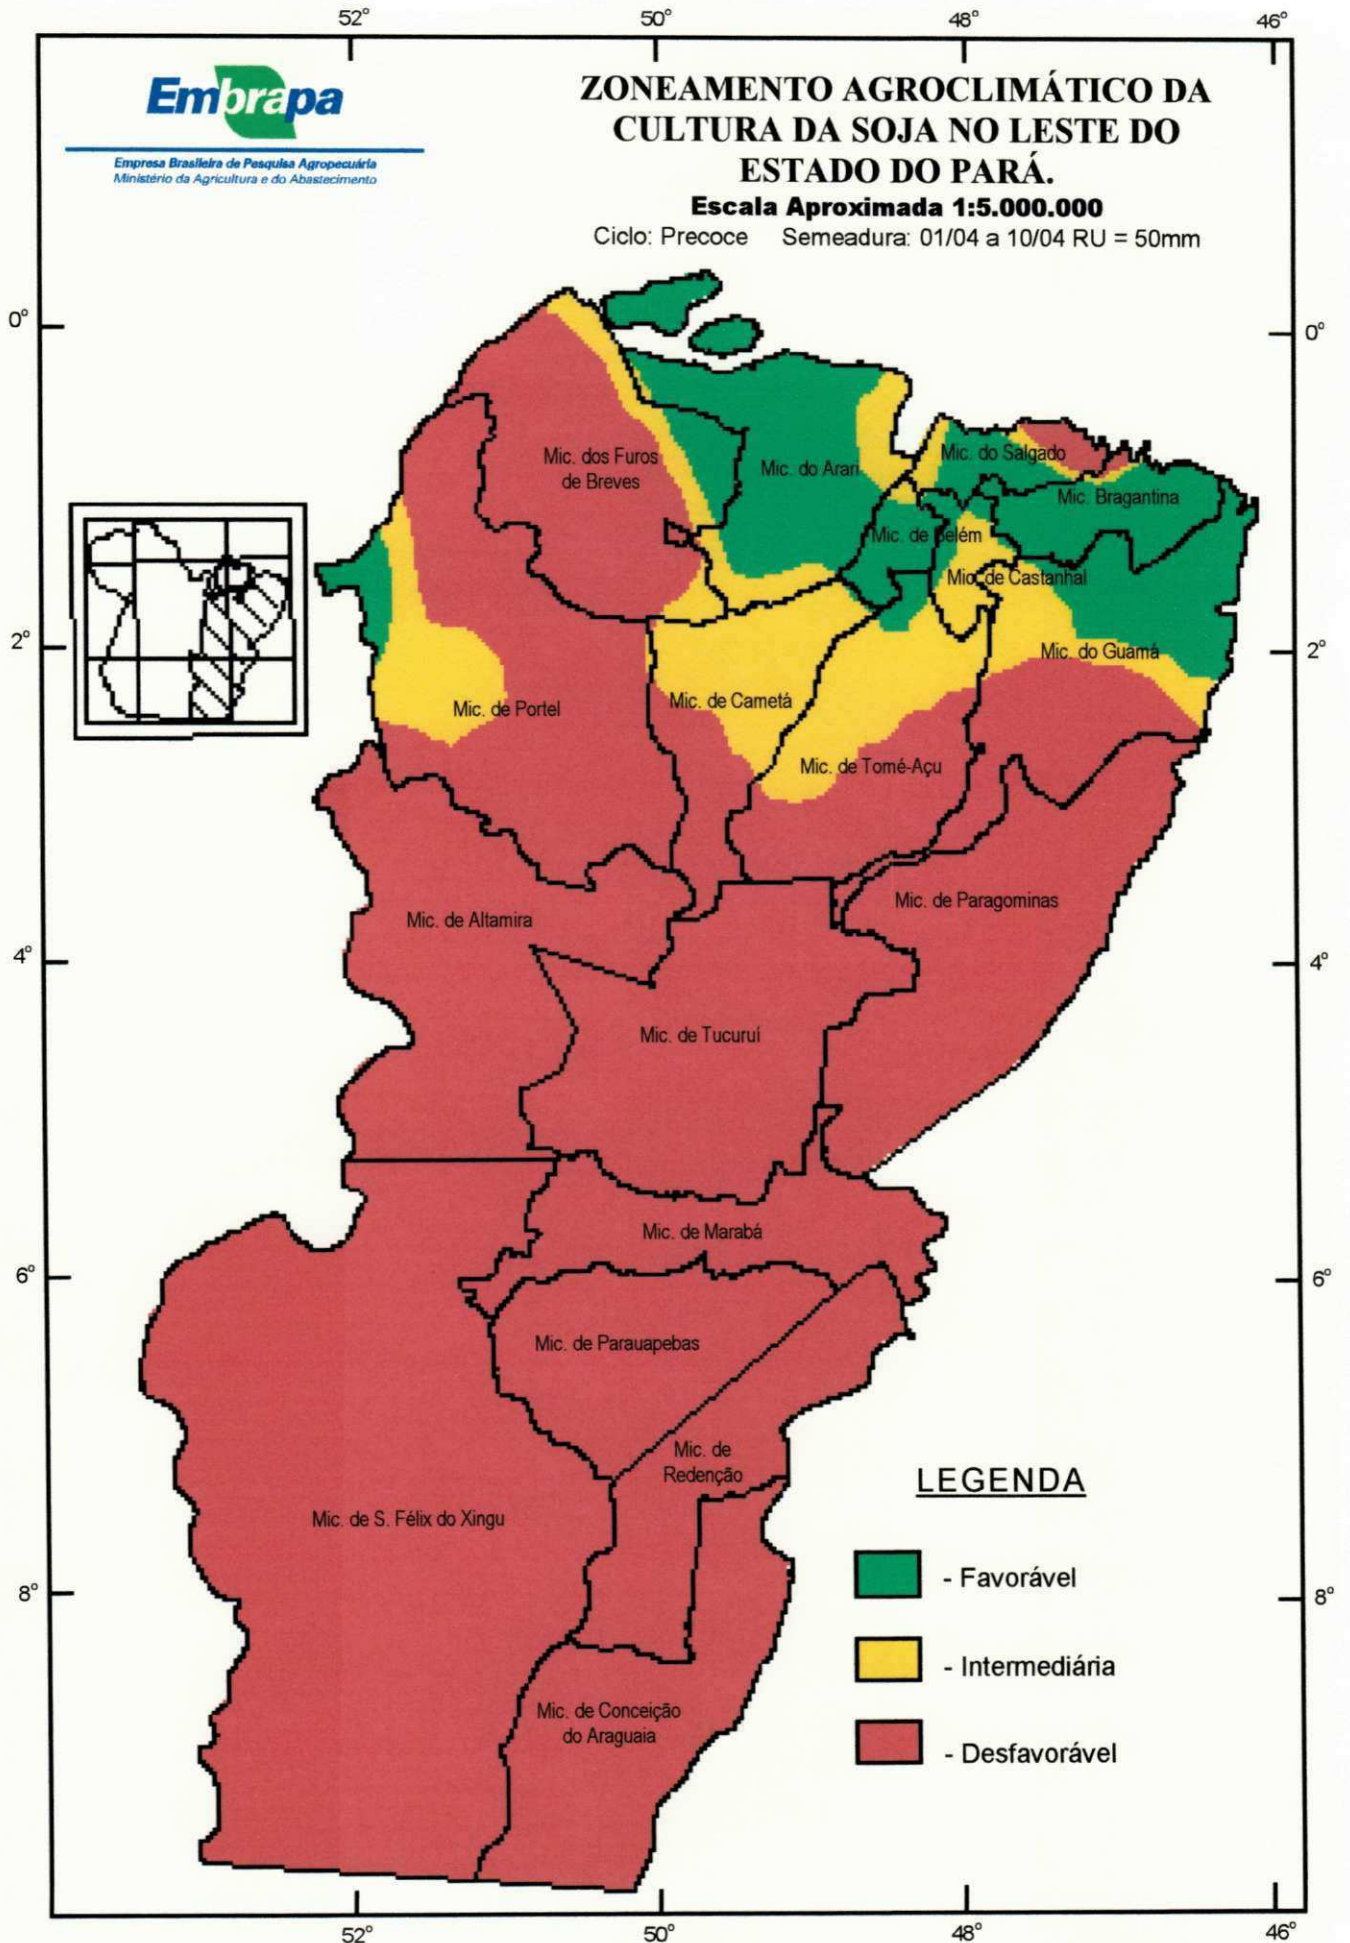 52° 50° 48° 46°
Embrapa
Empresa Brasileira de Pesquisa Agropecuária
Ministério da Agricultura e do Abastecimento
ZONEAMENTO AGROCLIMÁTICO DA
CULTURA DA SOJA NO LESTE DO
ESTADO DO PARÁ.
Escala Aproximada 1:5.000.000
Ciclo: Precoce Semeadura: 01/04 a 10/04 RU = 50mm
0° 0°
Mic. dos Furos
de Breves
Mic. do Arari
Mic. do Salgado
Mic. Bragantina
Mic. de Belém
Mic. de Castanhal
2° 2°
Mic. do Guamá
Mic. de Portel
Mic. de Cametá
Mic. de Tomé-Açu
Mic. de Altamira
Mic. de Paragominas
4° 4°
Mic. de Tucuruí
Mic. de Marabá
6° 6°
Mic. de Parauapebas
Mic. de
Redenção
Mic. de S. Félix do Xingu
LEGENDA
- Favorável
8° 8°
- Intermediária
Mic. de Conceição
do Araguaia
- Desfavorável
52° 50° 48° 46°